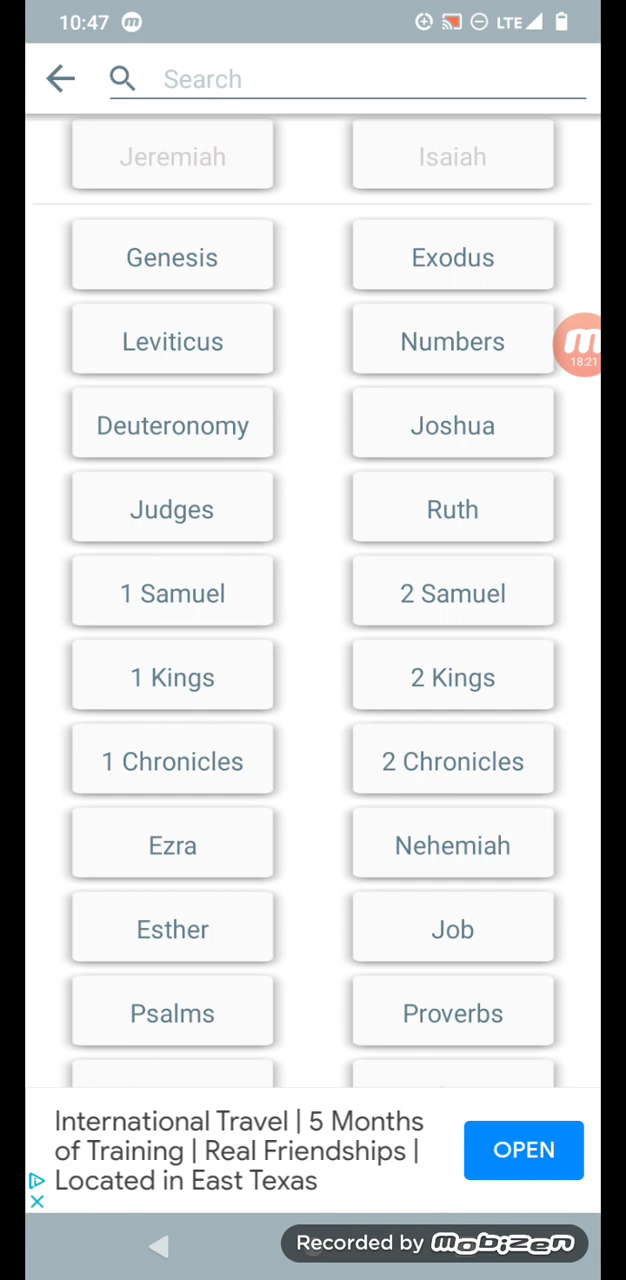 10:47 m LTE
Search
Jeremiah Isaiah
Genesis Exodus
Leviticus Numbers
m
18:21
Deuteronomy Joshua
Judges Ruth
1 Samuel 2 Samuel
1 Kings 2 Kings
1 Chronicles 2 Chronicles
Ezra Nehemiah
Esther Job
Psalms Proverbs
International Travel | 5 Months
of Training | Real Friendships |
Located in East Texas
OPEN
Recorded by mobizen